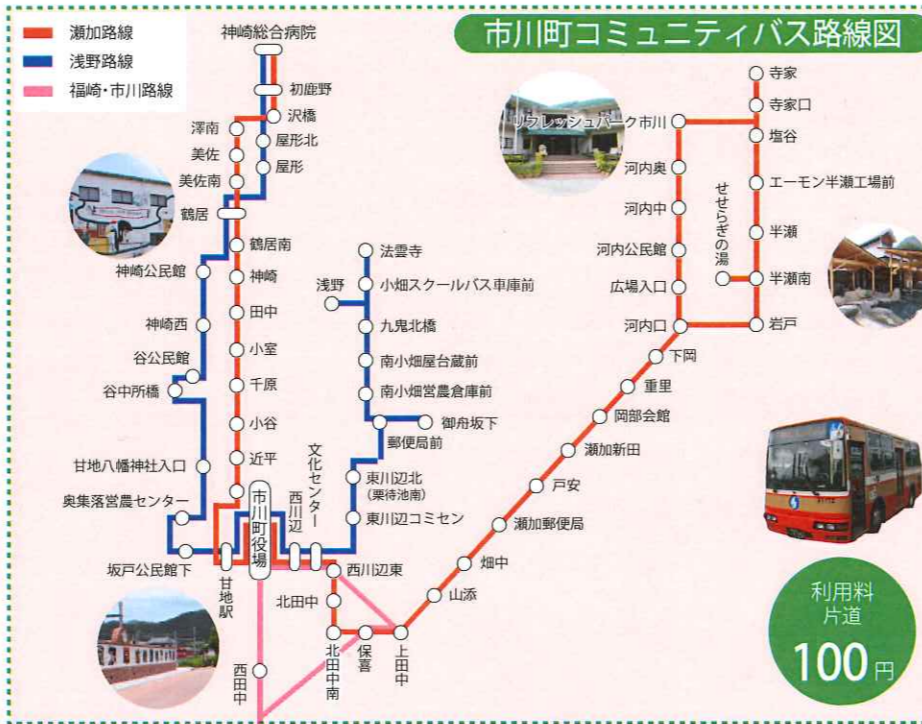 市川町コミュニティバス路線図
瀬加路線
浅野路線
福崎・市川路線
神崎総合病院
初鹿野
沢橋
屋形北
屋形
澤南
美佐
美佐南
鶴居
鶴居南
神崎
田中
小室
千原
小谷
近平
神崎公民館
神崎西
谷公民館
谷中所橋
甘地八幡神社入口
奥集落営農センター
坂戸公民館下
甘地駅
市川町役場
西川辺
文化センター
法雲寺
小畑スクールバス車庫前
浅野
九鬼北橋
南小畑屋台蔵前
南小畑営農倉庫前
御舟坂下
郵便局前
東川辺北
(栗待池南)
東川辺コミセン
西川辺東
北田中
北田中南
保喜
上田中
西田中
山添
畑中
瀬加郵便局
戸安
瀬加新田
岡部会館
重里
下岡
河内口
広場入口
河内公民館
河内中
河内奥
リフレッシュパーク市川
寺家
寺家口
塩谷
エーモン半瀬工場前
半瀬
半瀬南
せせらぎの湯
岩戸
利用料
片道
100円